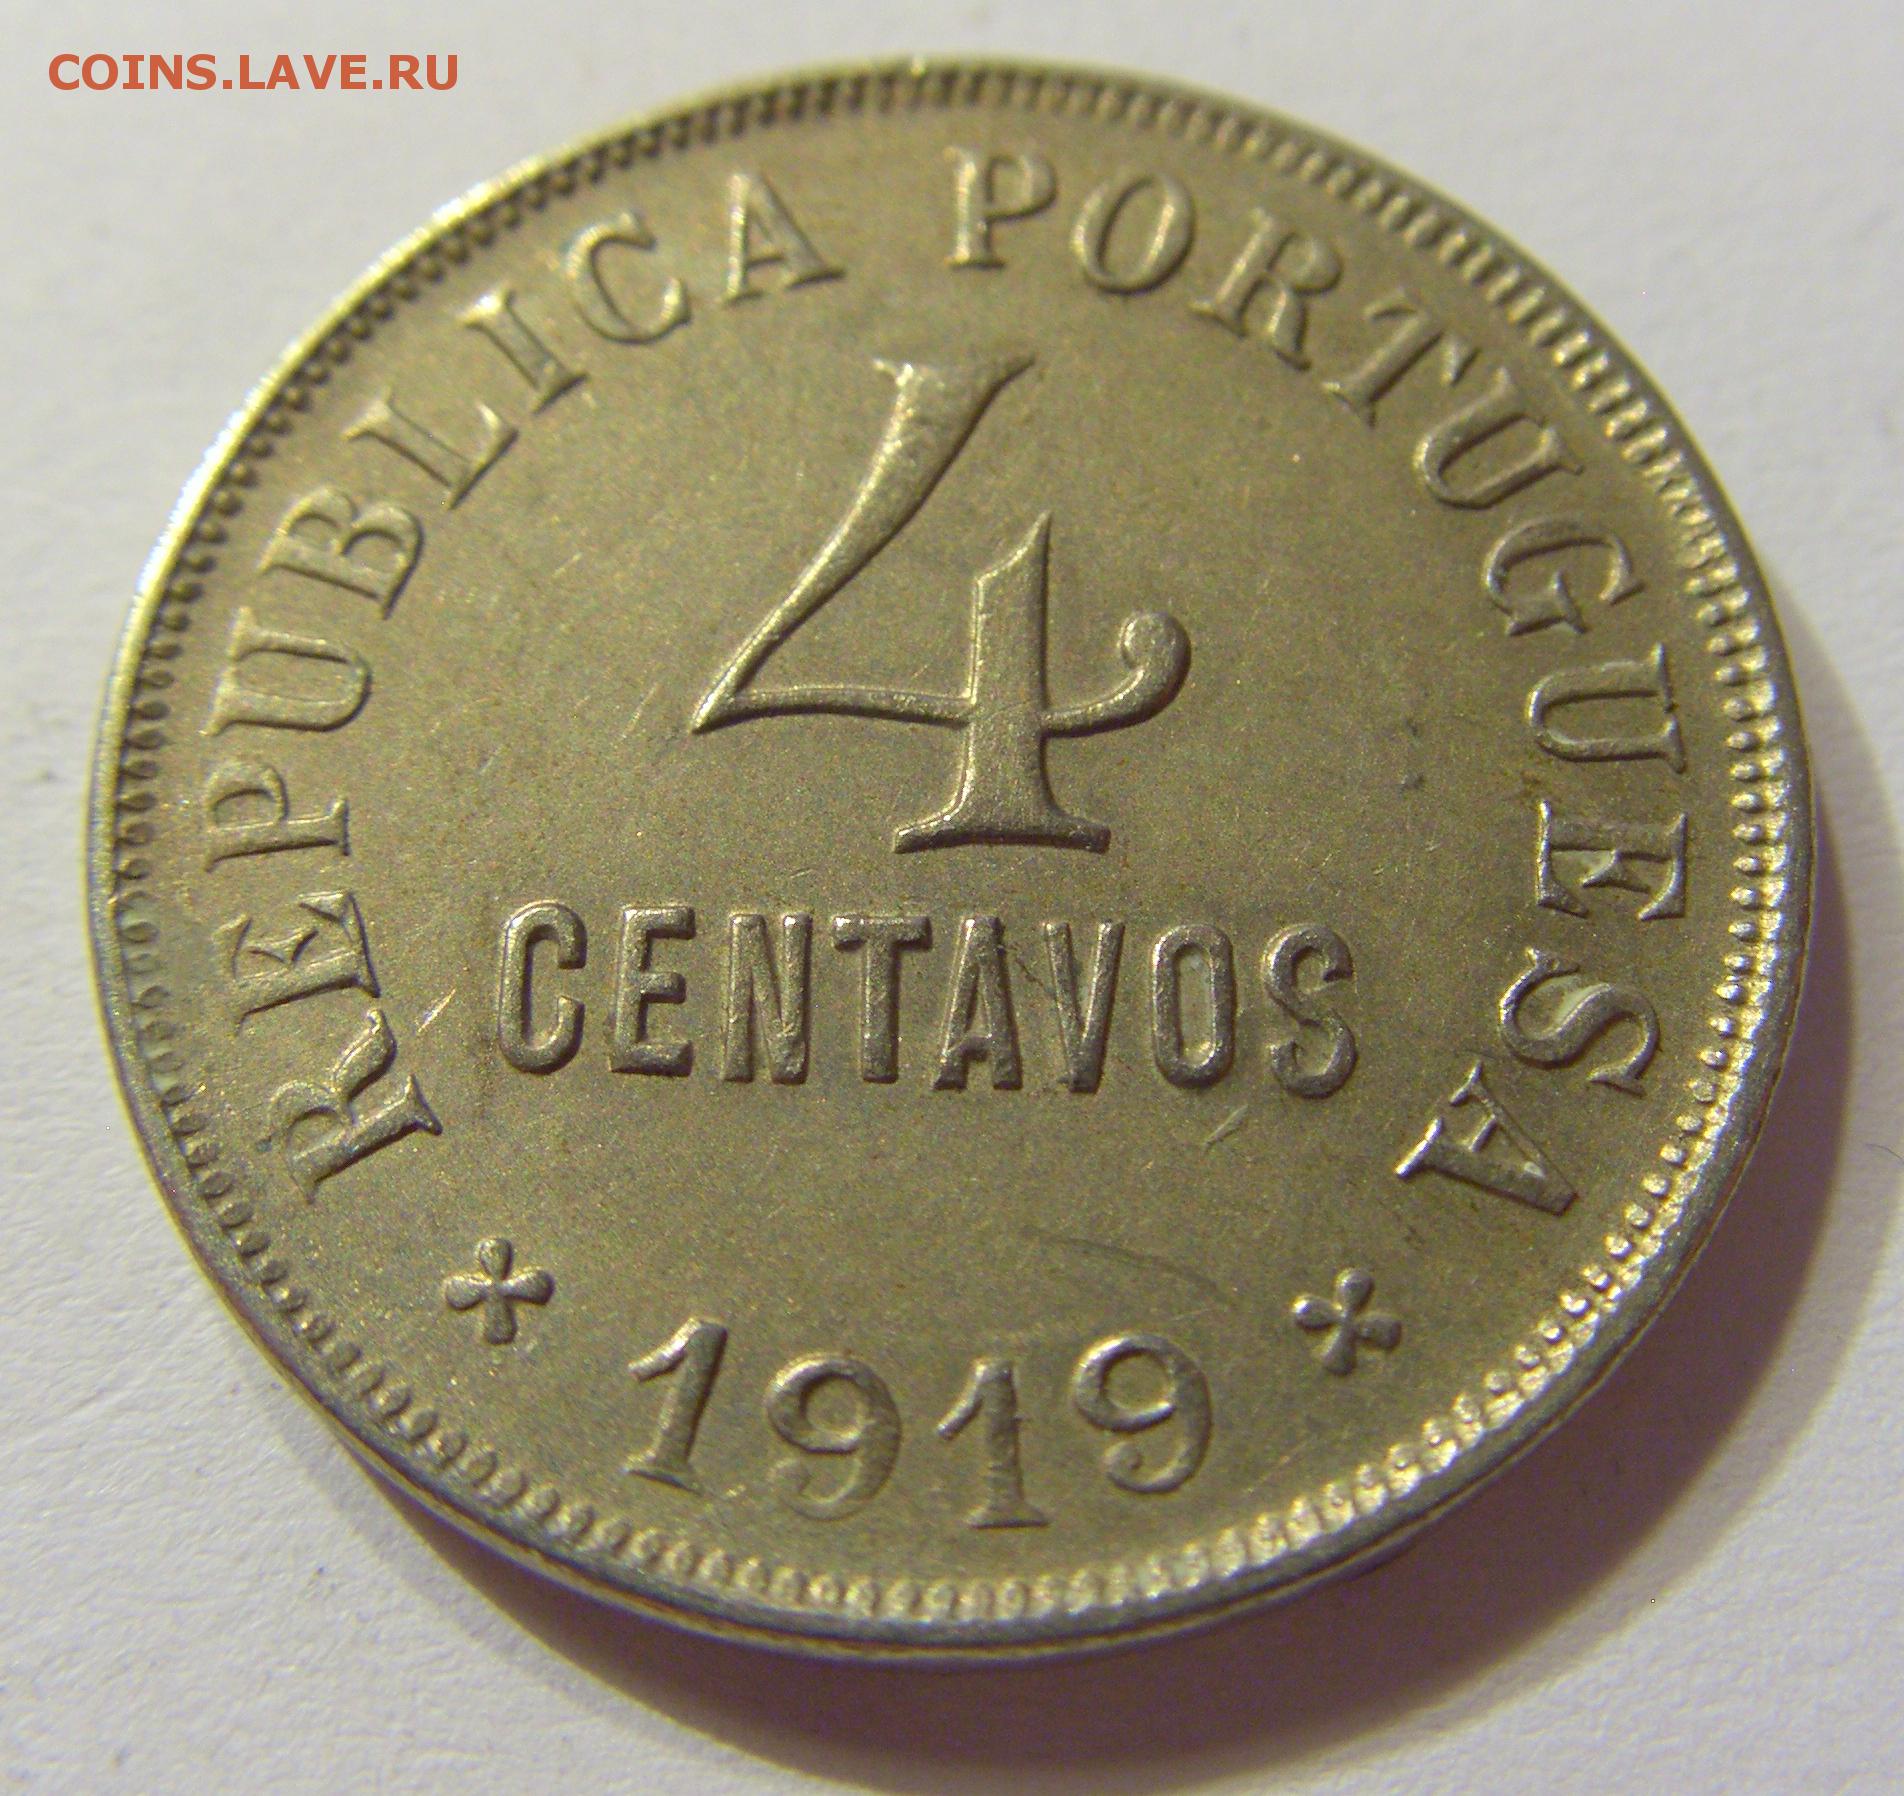 COINS.LAVE.RU
REPUBLICA PORTUGUESA
4
CENTAVOS
1919